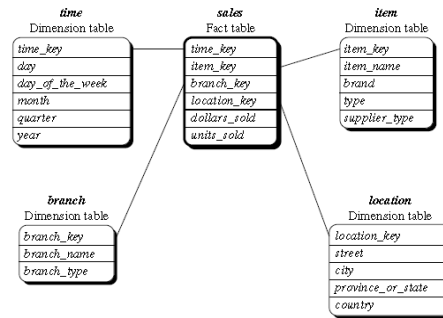 time
Dimension table
time_key
day
day_of_the_week
month
quarter
year
sales
Fact table
time_key
item_key
branch_key
location_key
dollars_sold
units_sold
item
Dimension table
item_key
item_name
brand
type
supplier_type
branch
Dimension table
branch_key
branch_name
branch_type
location
Dimension table
location_key
street
city
province_or_state
country